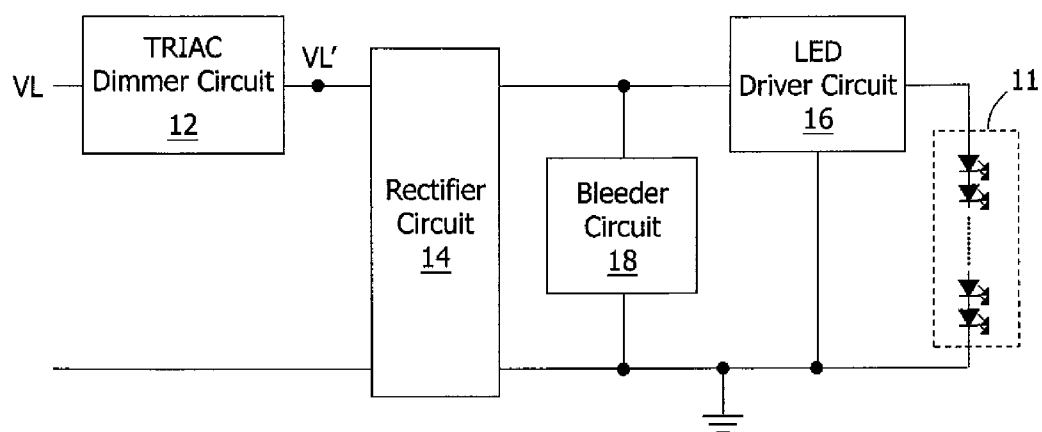 TRIAC
Dimmer Circuit
12
VL
VL'
Rectifier
Circuit
14
Bleeder
Circuit
18
LED
Driver Circuit
16
11